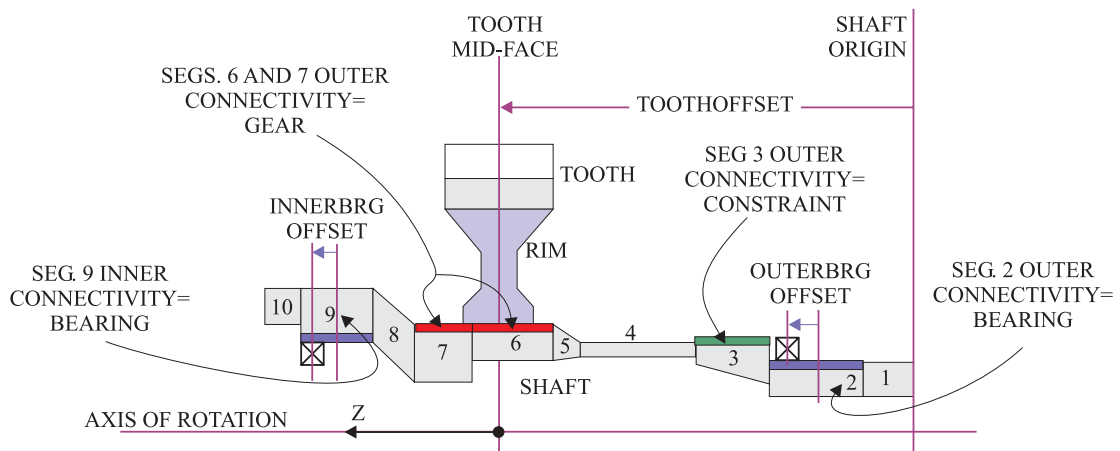 TOOTH
MID-FACE
SHAFT
ORIGIN
SEGS. 6 AND 7 OUTER
CONNECTIVITY=
GEAR
TOOTHOFFSET
TOOTH
SEG 3 OUTER
CONNECTIVITY=
CONSTRAINT
INNERBRG
OFFSET
RIM
SEG. 9 INNER
CONNECTIVITY=
BEARING
OUTERBRG
OFFSET
SEG. 2 OUTER
CONNECTIVITY=
BEARING
10
9
8
7
6
5
4
3
2
1
SHAFT
AXIS OF ROTATION
Z